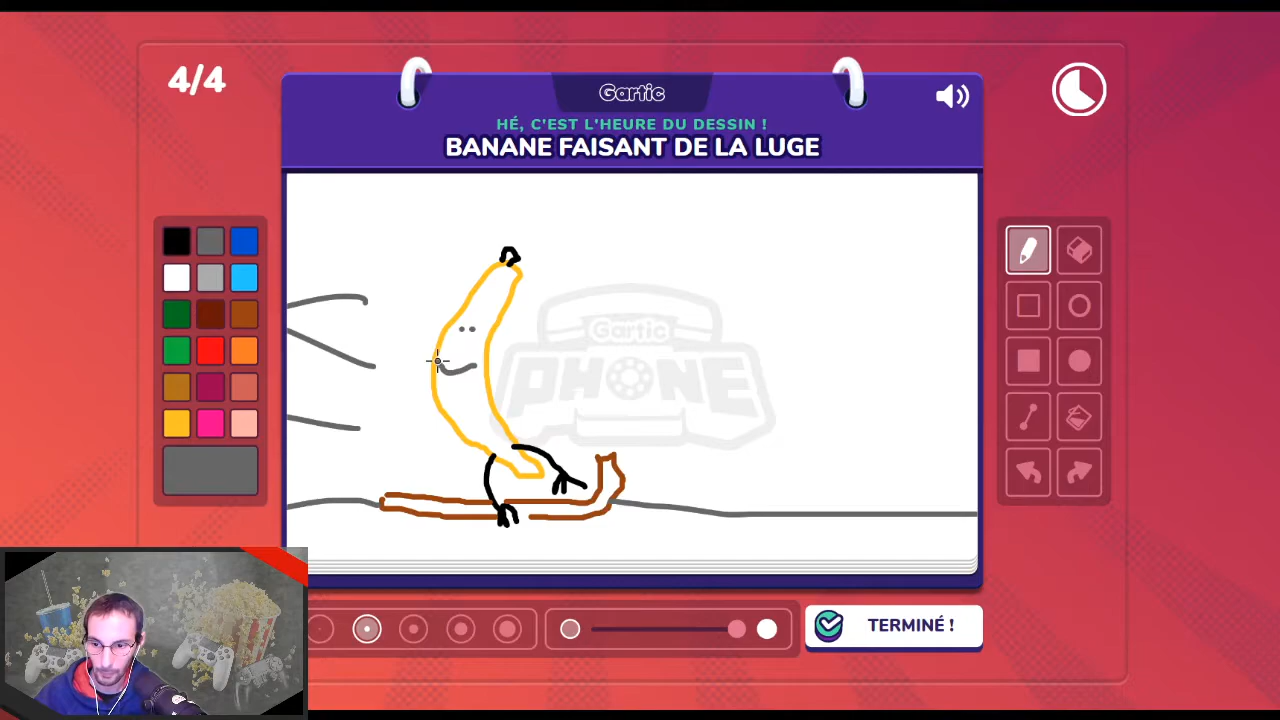 4/4
Gartic
HÉ, C'EST L'HEURE DU DESSIN !
BANANE FAISANT DE LA LUGE
Gartic
PHONE
TERMINÉ !